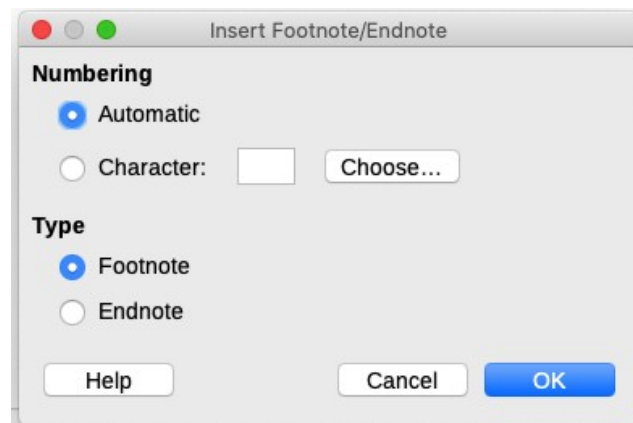 Insert Footnote/Endnote
Numbering
Automatic
Character: Choose...
Type
Footnote
Endnote
Help Cancel OK